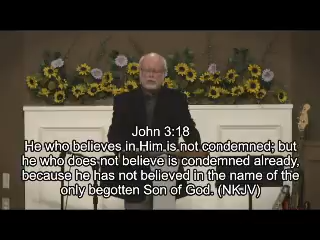 John 3:18
He who believes in Him is not condemned; but
he who does not believe is condemned already,
because he has not believed in the name of the
only begotten Son of God. (NKJV)